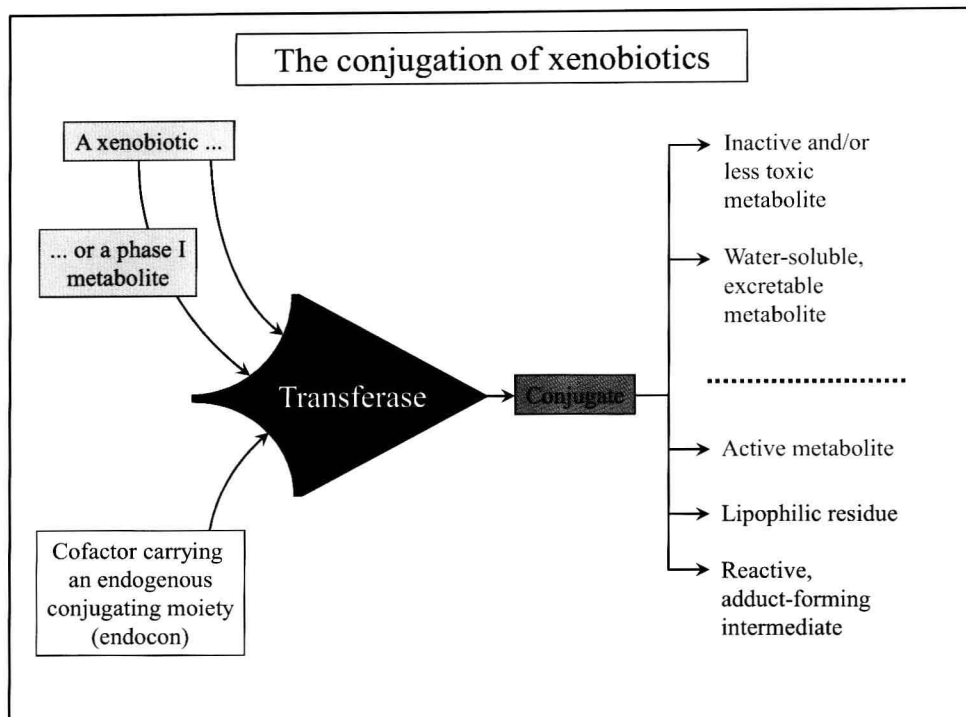 The conjugation of xenobiotics
A xenobiotic ...
... or a phase I
metabolite
Transferase
Cofactor carrying
an endogenous
conjugating moiety
(endocon)
Conjugate
Inactive and/or
less toxic
metabolite
Water-soluble,
excretable
metabolite
Active metabolite
Lipophilic residue
Reactive,
adduct-forming
intermediate